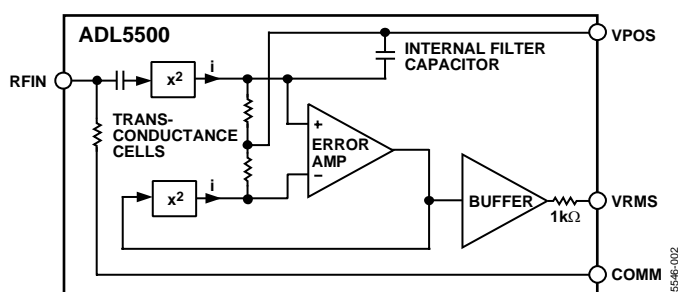 ADL5500
VPOS
INTERNAL FILTER
CAPACITOR
RFIN
x²
i
TRANS-
CONDUCTANCE
CELLS
+
ERROR
AMP
−
x²
i
BUFFER
1kΩ
VRMS
COMM
5546-002